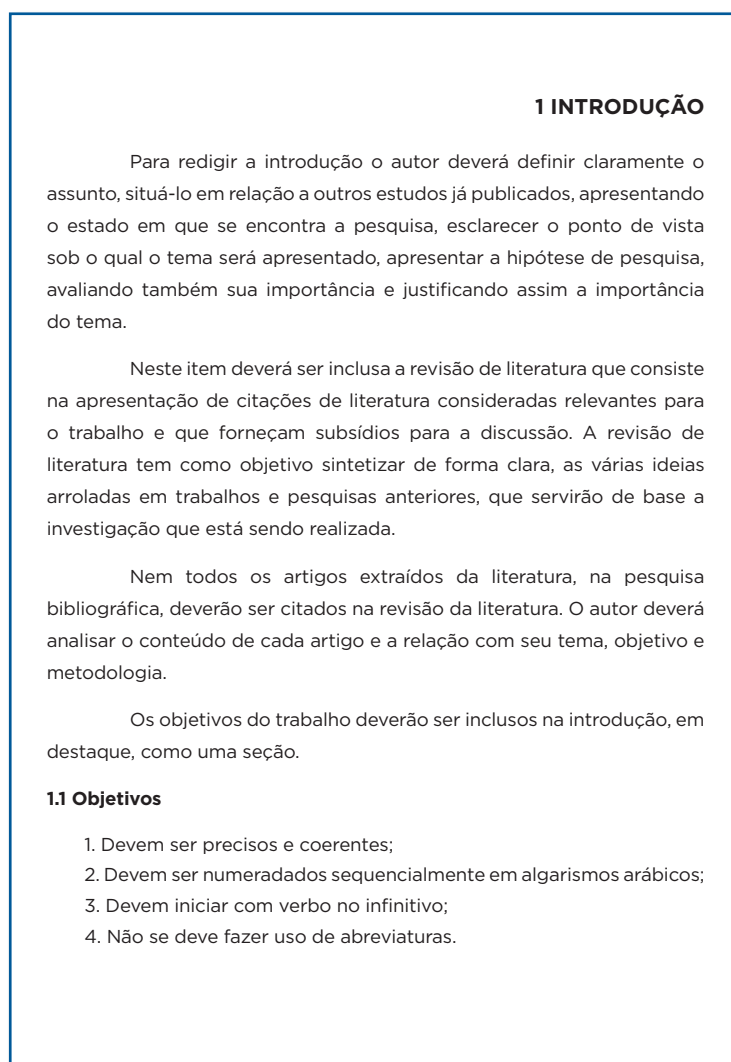 1 INTRODUÇÃO
Para redigir a introdução o autor deverá definir claramente o
assunto, situá-lo em relação a outros estudos já publicados, apresentando
o estado em que se encontra a pesquisa, esclarecer o ponto de vista
sob o qual o tema será apresentado, apresentar a hipótese de pesquisa,
avaliando também sua importância e justificando assim a importância
do tema.
Neste item deverá ser inclusa a revisão de literatura que consiste
na apresentação de citações de literatura consideradas relevantes para
o trabalho e que forneçam subsídios para a discussão. A revisão de
literatura tem como objetivo sintetizar de forma clara, as várias ideias
arroladas em trabalhos e pesquisas anteriores, que servirão de base a
investigação que está sendo realizada.
Nem todos os artigos extraídos da literatura, na pesquisa
bibliográfica, deverão ser citados na revisão da literatura. O autor deverá
analisar o conteúdo de cada artigo e a relação com seu tema, objetivo e
metodologia.
Os objetivos do trabalho deverão ser inclusos na introdução, em
destaque, como uma seção.
1.1 Objetivos
1. Devem ser precisos e coerentes;
2. Devem ser numeradados sequencialmente em algarismos arábicos;
3. Devem iniciar com verbo no infinitivo;
4. Não se deve fazer uso de abreviaturas.